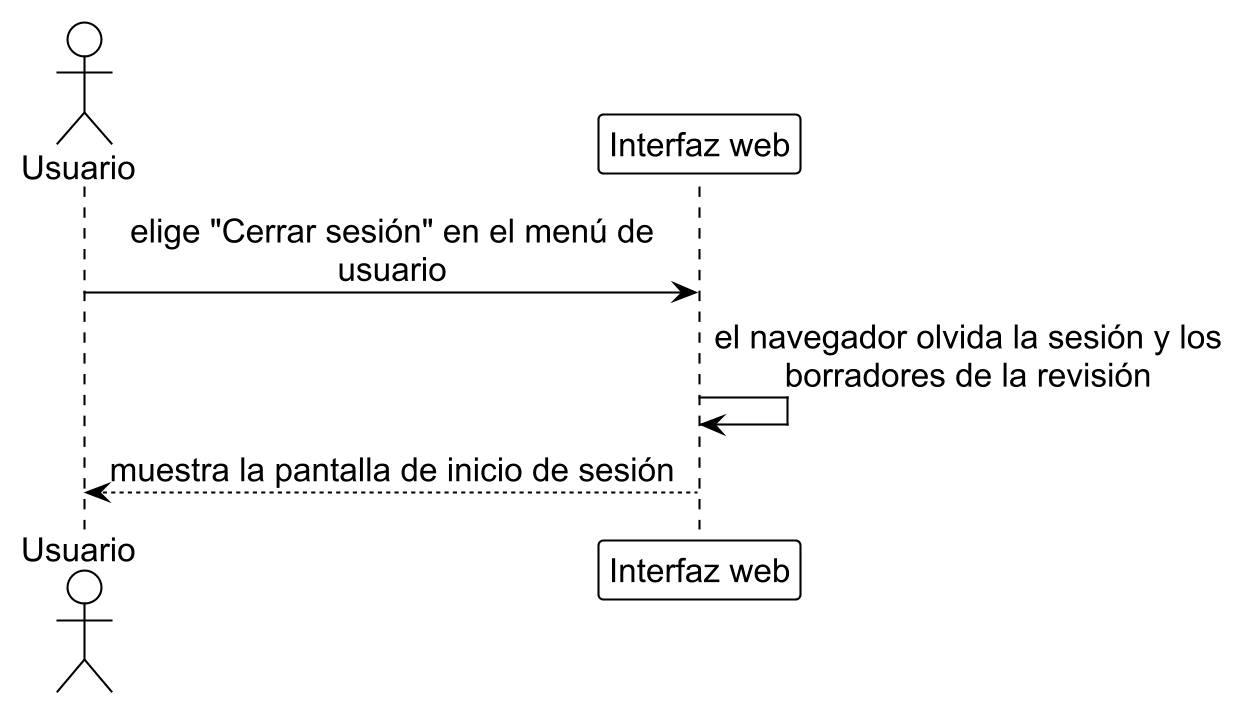 Usuario
Interfaz web
elige "Cerrar sesión" en el menú de
usuario
el navegador olvida la sesión y los
borradores de la revisión
muestra la pantalla de inicio de sesión
Usuario
Interfaz web